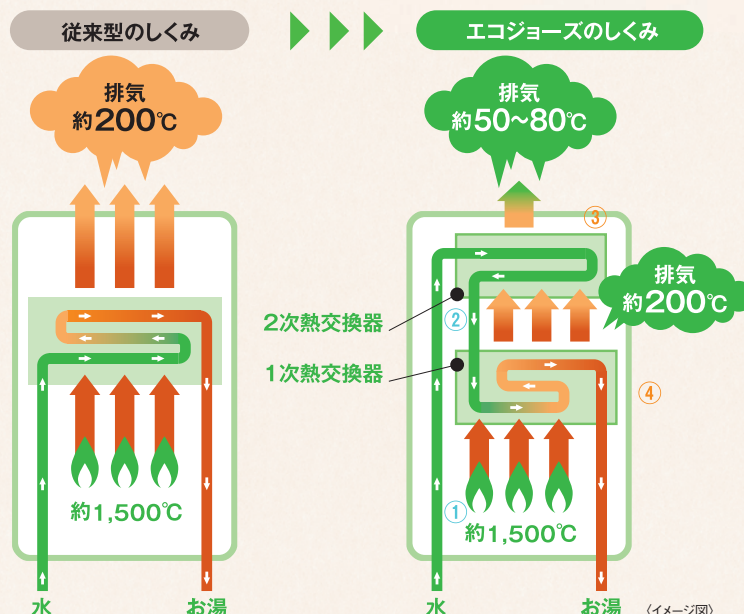 従来型のしくみ
エコジョーズのしくみ
排気
約200℃
排気
約50〜80℃
③
排気
約200℃
2次熱交換器
②
1次熱交換器
④
①
約1,500℃
約1,500℃
水
お湯
水
お湯
〈イメージ図〉